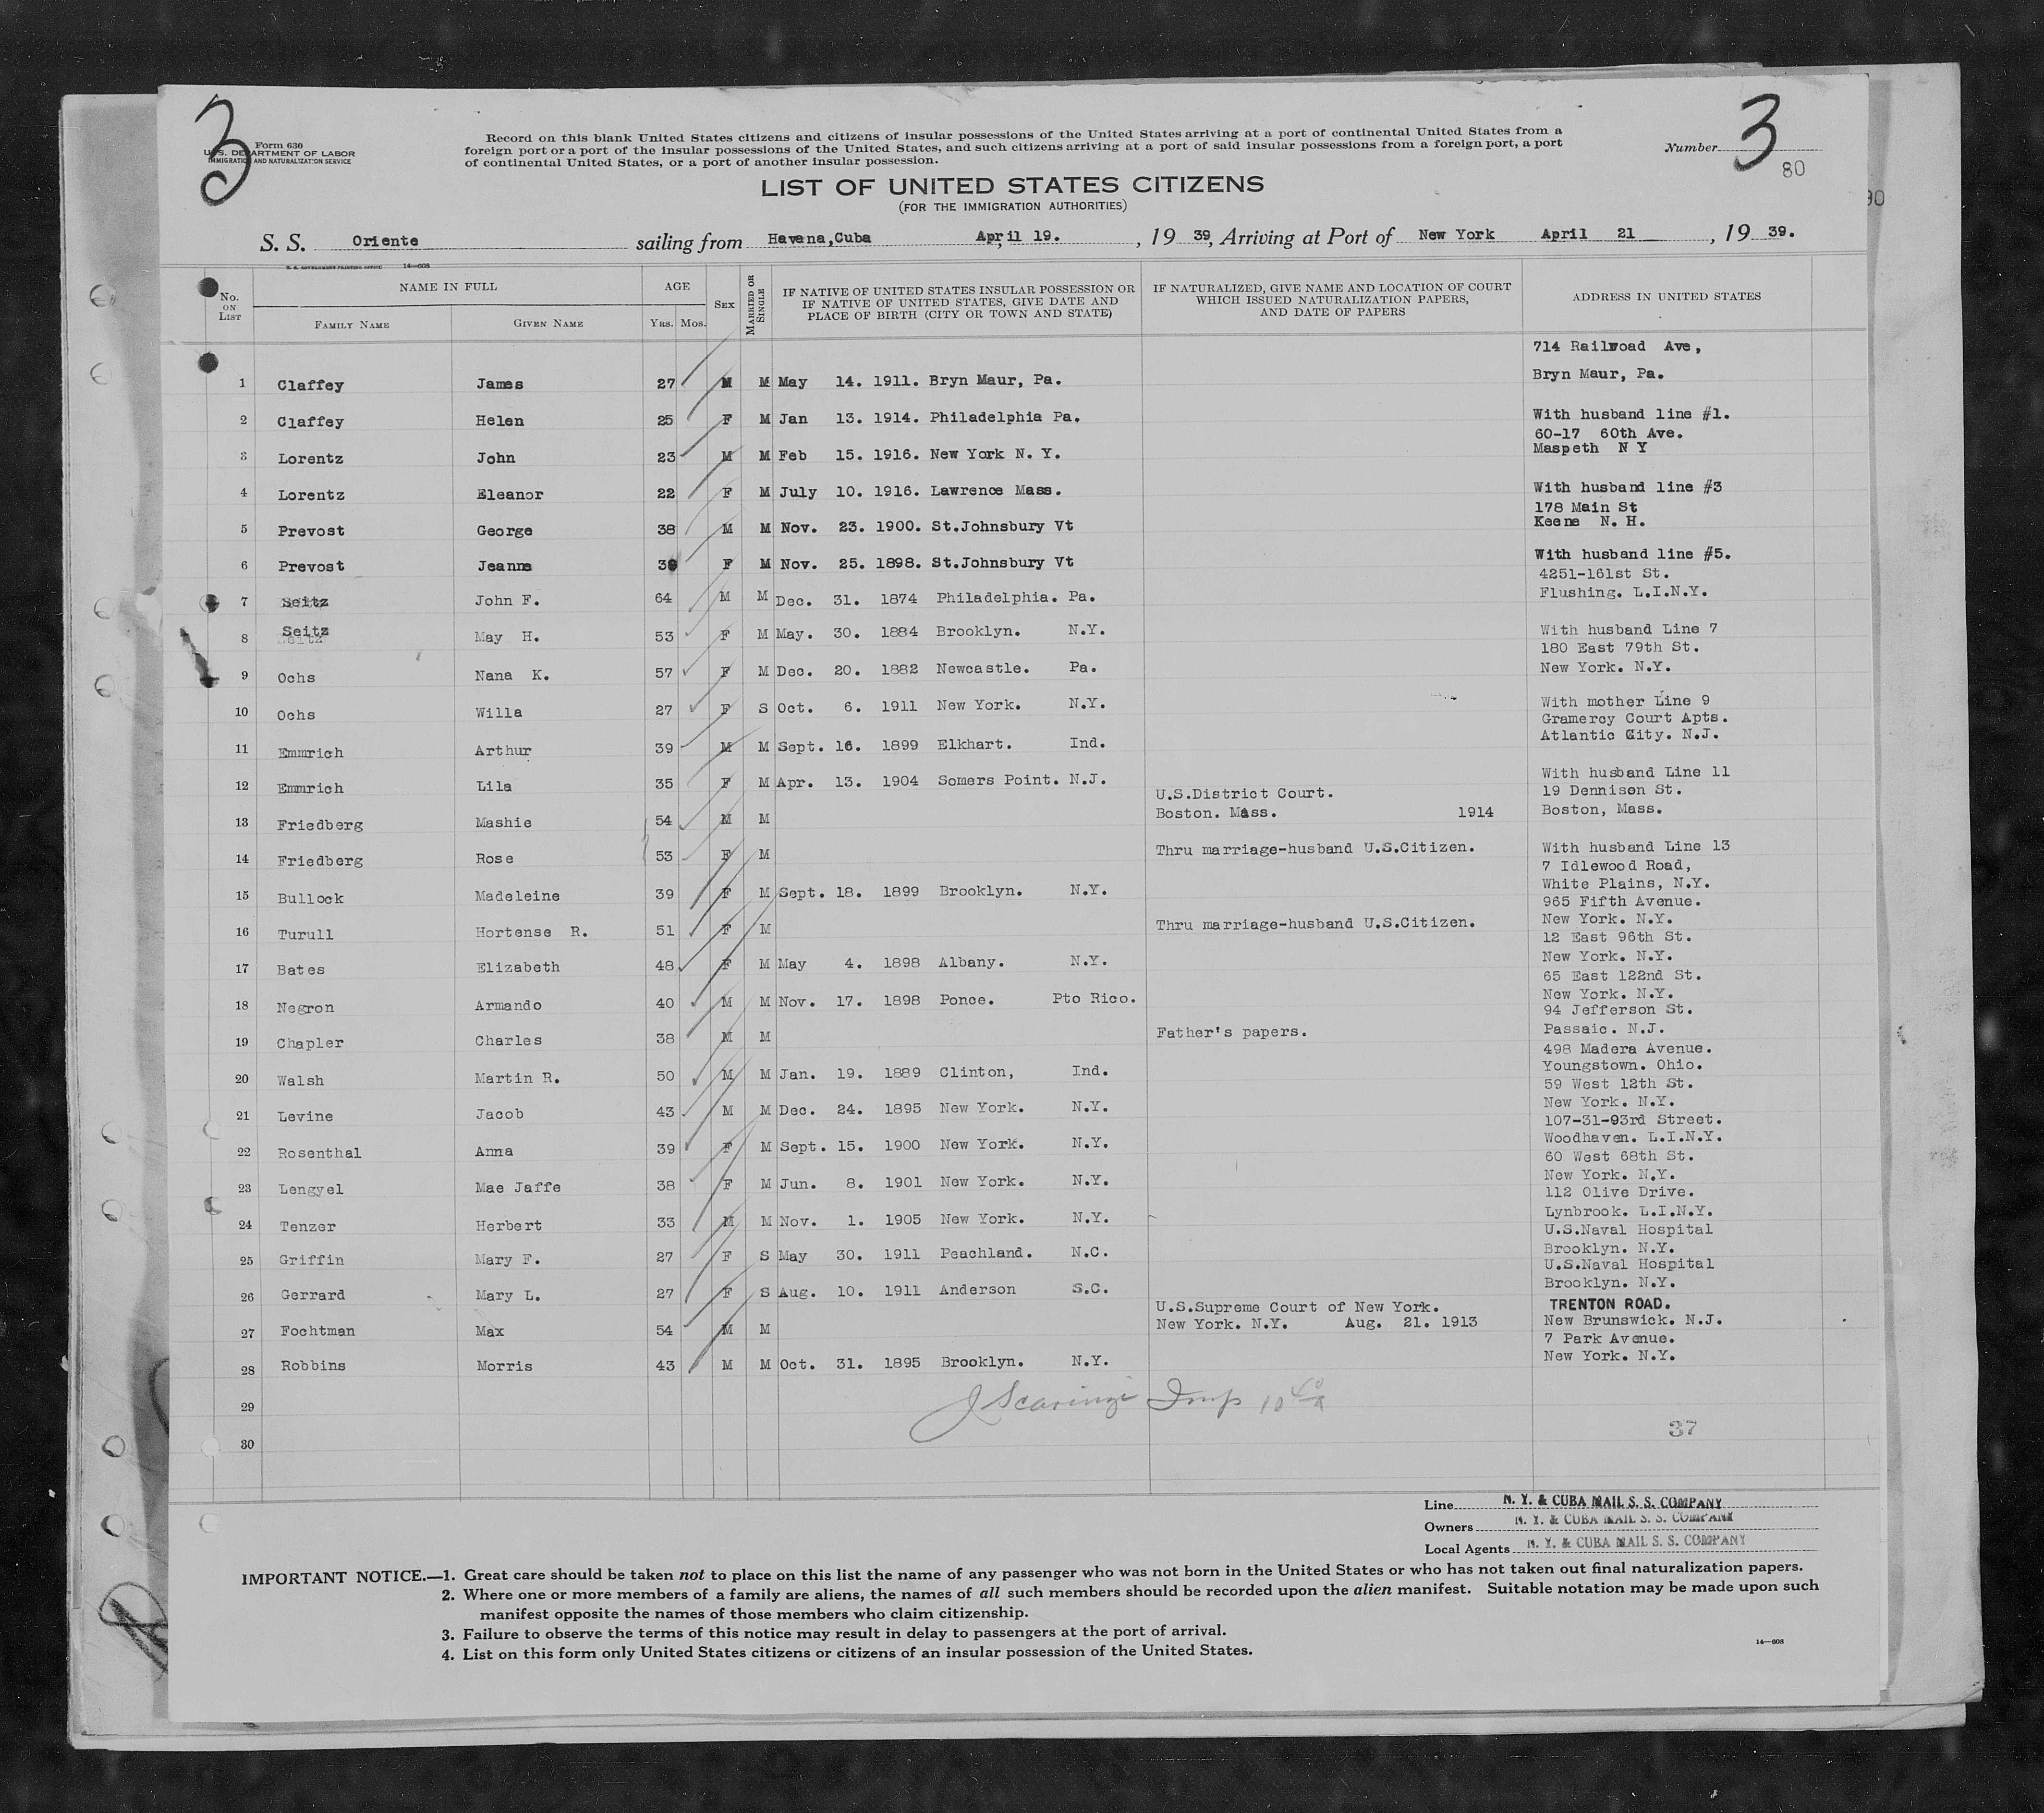 3
3
Form 630
U. S. DEPARTMENT OF LABOR
IMMIGRATION AND NATURALIZATION SERVICE
Record on this blank United States citizens and citizens of insular possessions of the United States arriving at a port of continental United States from a
foreign port or a port of the insular possessions of the United States, and such citizens arriving at a port of said insular possessions from a foreign port, a port
of continental United States, or a port of another insular possession.
Number
80
90
LIST OF UNITED STATES CITIZENS
(FOR THE IMMIGRATION AUTHORITIES)
S. S. Oriente sailing from Havana,Cuba April 19. , 19 39, Arriving at Port of New York April 21 , 19 39.
U. S. GOVERNMENT PRINTING OFFICE 14—608
No. ON LIST NAME IN FULL AGE SEX MARRIED OR SINGLE IF NATIVE OF UNITED STATES INSULAR POSSESSION OR IF NATIVE OF UNITED STATES, GIVE DATE AND PLACE OF BIRTH (CITY OR TOWN AND STATE) IF NATURALIZED, GIVE NAME AND LOCATION OF COURT WHICH ISSUED NATURALIZATION PAPERS, AND DATE OF PAPERS ADDRESS IN UNITED STATES
FAMILY NAME GIVEN NAME YRS. MOS.
714 Railroad Ave,
1 Claffey James 27 M M May 14. 1911. Bryn Maur, Pa. Bryn Maur, Pa.
2 Claffey Helen 25 F M Jan 13. 1914. Philadelphia Pa. With husband line #1.
60-17 60th Ave.
3 Lorentz John 23 M M Feb 15. 1916. New York N. Y. Maspeth N Y
4 Lorentz Eleanor 22 F M July 10. 1916. Lawrence Mass. With husband line #3
178 Main St
5 Prevost George 38 M M Nov. 23. 1900. St.Johnsbury Vt Keene N. H.
6 Prevost Jeanne F M Nov. 25. 1898. St.Johnsbury Vt With husband line #5.
4251-161st St.
7 Seitz John F. 64 M M Dec. 31. 1874 Philadelphia. Pa. Flushing. L.I.N.Y.
8 Seitz May H. 53 F M May. 30. 1884 Brooklyn. N.Y. With husband Line 7
180 East 79th St.
9 Ochs Nana K. 57 F M Dec. 20. 1882 Newcastle. Pa. New York. N.Y.
10 Ochs Willa 27 F S Oct. 6. 1911 New York. N.Y. With mother Line 9
Gramercy Court Apts.
11 Emmrich Arthur 39 M M Sept. 16. 1899 Elkhart. Ind. Atlantic City. N.J.
12 Emmrich Lila 35 F M Apr. 13. 1904 Somers Point. N.J. With husband Line 11
U.S.District Court. 19 Dennison St.
13 Friedberg Mashie 54 M M Boston. Mass. 1914 Boston, Mass.
14 Friedberg Rose 53 F M Thru marriage-husband U.S.Citizen. With husband Line 13
7 Idlewood Road,
15 Bullock Madeleine 39 F M Sept. 18. 1899 Brooklyn. N.Y. White Plains, N.Y.
965 Fifth Avenue.
16 Turull Hortense R. 51 F M Thru marriage-husband U.S.Citizen. New York. N.Y.
12 East 96th St.
17 Bates Elizabeth 48 F M May 4. 1898 Albany. N.Y. New York. N.Y.
65 East 122nd St.
18 Negron Armando 40 M M Nov. 17. 1898 Ponce. Pto Rico. New York. N.Y.
94 Jefferson St.
19 Chapler Charles 38 M M Father's papers. Passaic. N.J.
498 Madera Avenue.
20 Walsh Martin R. 50 M M Jan. 19. 1889 Clinton, Ind. Youngstown. Ohio.
59 West 12th St.
21 Levine Jacob 43 M M Dec. 24. 1895 New York. N.Y. New York. N.Y.
107-31-93rd Street.
22 Rosenthal Anna 39 F M Sept. 15. 1900 New York. N.Y. Woodhaven. L.I.N.Y.
60 West 68th St.
23 Lengyel Mae Jaffe 38 F M Jun. 8. 1901 New York. N.Y. New York. N.Y.
112 Olive Drive.
24 Tenzer Herbert 33 M M Nov. 1. 1905 New York. N.Y. Lynbrook. L.I.N.Y.
U.S.Naval Hospital
25 Griffin Mary F. 27 F S May 30. 1911 Peachland. N.C. Brooklyn. N.Y.
U.S.Naval Hospital
26 Gerrard Mary L. 27 F S Aug. 10. 1911 Anderson S.C. Brooklyn. N.Y.
U.S.Supreme Court of New York. TRENTON ROAD.
27 Fochtman Max 54 M M New York. N.Y. Aug. 21. 1913 New Brunswick. N.J.
7 Park Avenue.
28 Robbins Morris 43 M M Oct. 31. 1895 Brooklyn. N.Y. New York. N.Y.
29 J Scaringi Insp
30 37
Line N. Y. & CUBA MAIL S. S. COMPANY
Owners N. Y. & CUBA MAIL S. S. COMPANY
Local Agents N. Y. & CUBA MAIL S. S. COMPANY
IMPORTANT NOTICE.—1. Great care should be taken not to place on this list the name of any passenger who was not born in the United States or who has not taken out final naturalization papers.
2. Where one or more members of a family are aliens, the names of all such members should be recorded upon the alien manifest. Suitable notation may be made upon such
manifest opposite the names of those members who claim citizenship.
3. Failure to observe the terms of this notice may result in delay to passengers at the port of arrival.
4. List on this form only United States citizens or citizens of an insular possession of the United States.
14—608